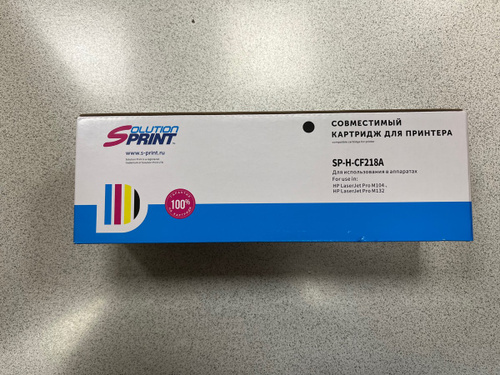 SOLUTION
SPRINT
www.s-print.ru
100%
СОВМЕСТИМЫЙ
КАРТРИДЖ ДЛЯ ПРИНТЕРА
SP-H-CF218A
Для использования в аппаратах
For use in:
HP LaserJet Pro M104 ,
HP LaserJet Pro M132